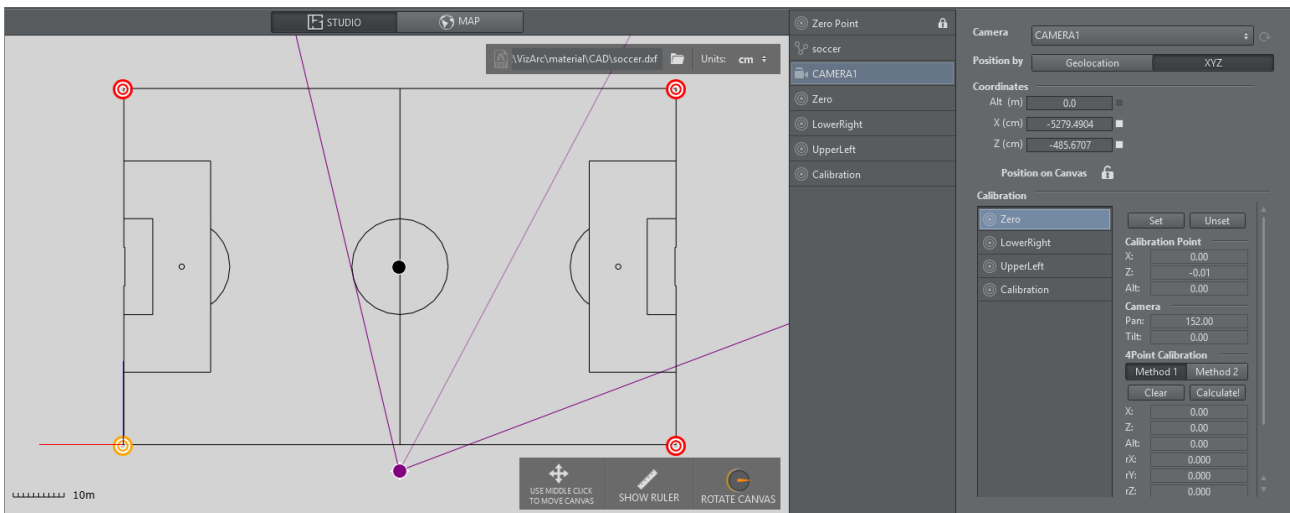 STUDIO
MAP
\VizArc\material\CAD\soccer.dxf
Units: cm
10m
USE MIDDLE CLICK
TO MOVE CANVAS
SHOW RULER
ROTATE CANVAS
Zero Point
soccer
CAMERA1
Zero
LowerRight
UpperLeft
Calibration
Camera CAMERA1
Position by Geolocation XYZ
Coordinates
Alt (m) 0.0
X (cm) -5279.4904
Z (cm) -485.6707
Position on Canvas
Calibration
Zero
LowerRight
UpperLeft
Calibration
Set Unset
Calibration Point
X: 0.00
Z: -0.01
Alt: 0.00
Camera
Pan: 152.00
Tilt: 0.00
4Point Calibration
Method 1 Method 2
Clear Calculate!
X: 0.00
Z: 0.00
Alt: 0.00
rX: 0.000
rY: 0.000
rZ: 0.000